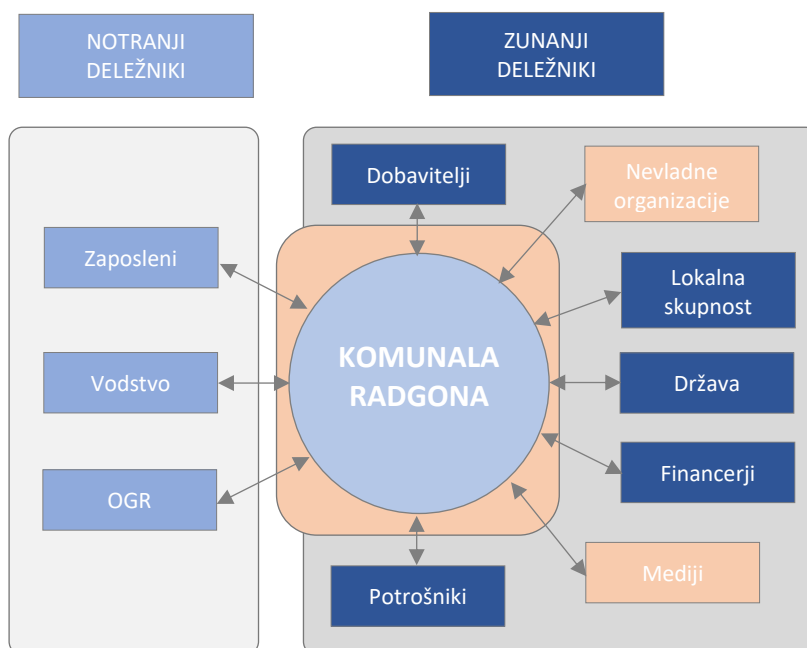 NOTRANJI
DELEŽNIKI
ZUNANJI
DELEŽNIKI
Dobavitelji
Nevladne
organizacije
Zaposleni
Lokalna
skupnost
KOMUNALA
RADGONA
Vodstvo
Država
Financerji
OGR
Mediji
Potrošniki